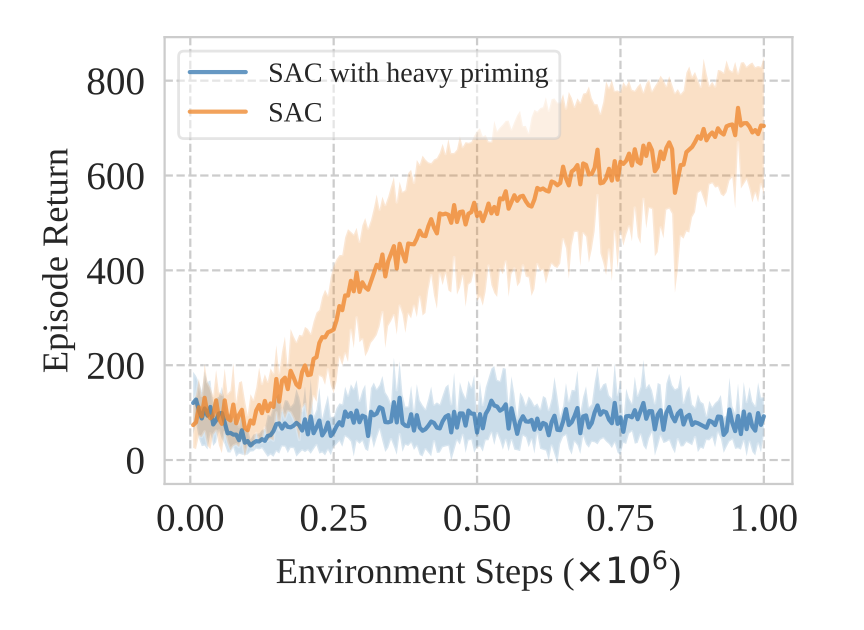 SAC with heavy priming
SAC
Episode Return
800
600
400
200
0
0.00 0.25 0.50 0.75 1.00
Environment Steps (×10⁶)